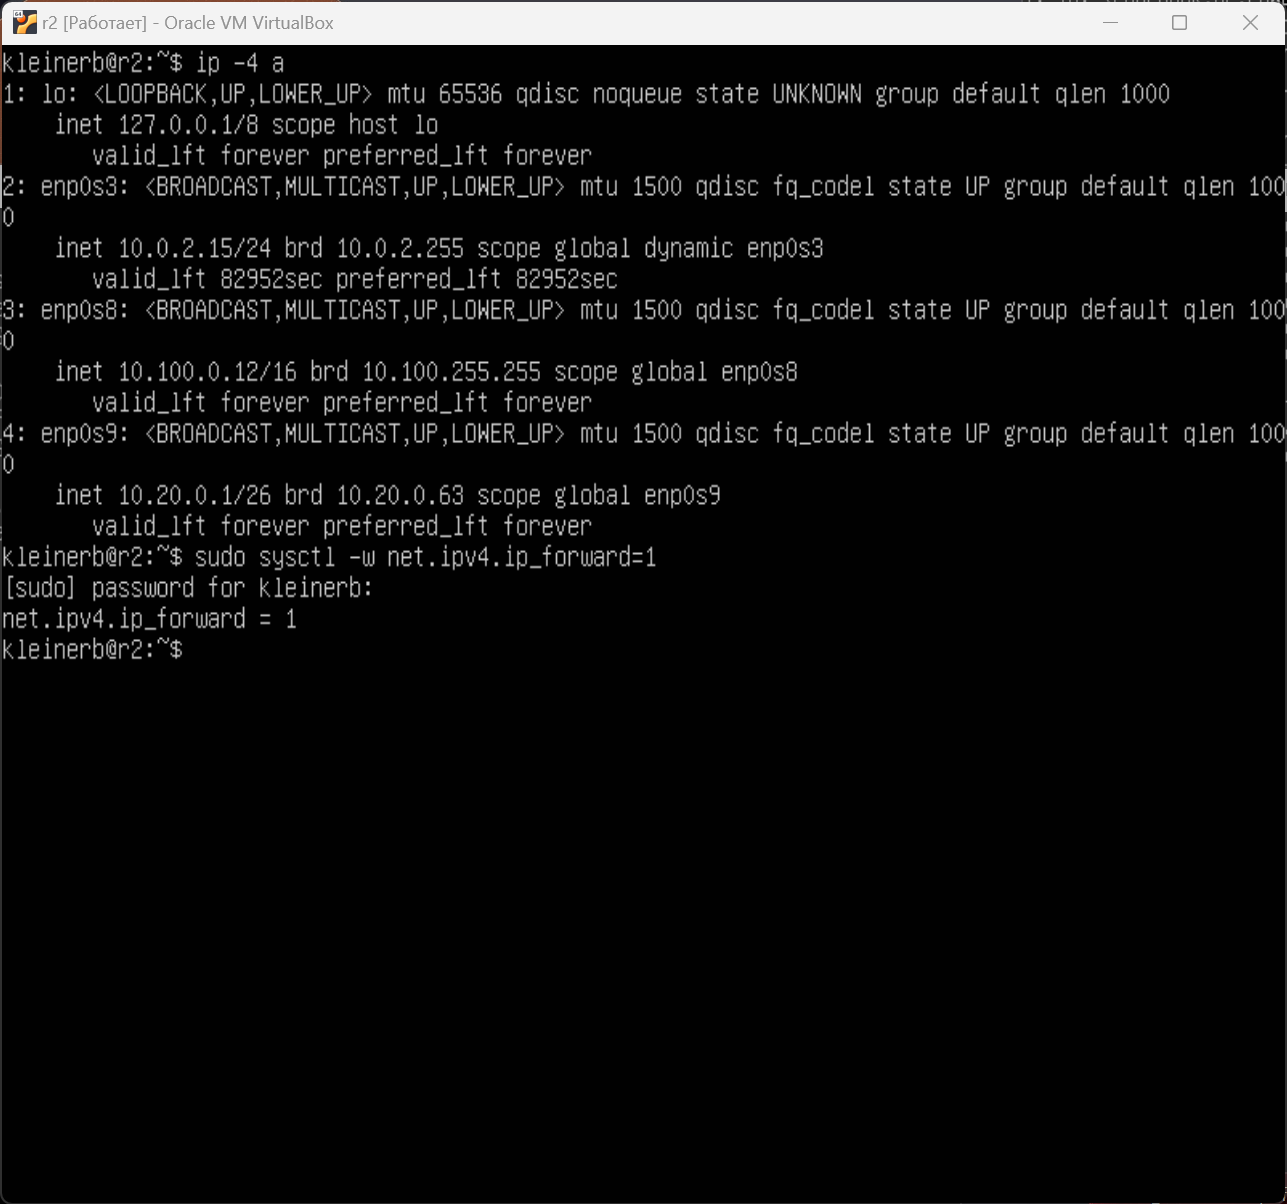 r2 [Работает] - Oracle VM VirtualBox
kleinerb@r2:~$ ip -4 a
1: lo: <LOOPBACK,UP,LOWER_UP> mtu 65536 qdisc noqueue state UNKNOWN group default qlen 1000
    inet 127.0.0.1/8 scope host lo
       valid_lft forever preferred_lft forever
2: enp0s3: <BROADCAST,MULTICAST,UP,LOWER_UP> mtu 1500 qdisc fq_codel state UP group default qlen 100
0
    inet 10.0.2.15/24 brd 10.0.2.255 scope global dynamic enp0s3
       valid_lft 82952sec preferred_lft 82952sec
3: enp0s8: <BROADCAST,MULTICAST,UP,LOWER_UP> mtu 1500 qdisc fq_codel state UP group default qlen 100
0
    inet 10.100.0.12/16 brd 10.100.255.255 scope global enp0s8
       valid_lft forever preferred_lft forever
4: enp0s9: <BROADCAST,MULTICAST,UP,LOWER_UP> mtu 1500 qdisc fq_codel state UP group default qlen 100
0
    inet 10.20.0.1/26 brd 10.20.0.63 scope global enp0s9
       valid_lft forever preferred_lft forever
kleinerb@r2:~$ sudo sysctl -w net.ipv4.ip_forward=1
[sudo] password for kleinerb:
net.ipv4.ip_forward = 1
kleinerb@r2:~$